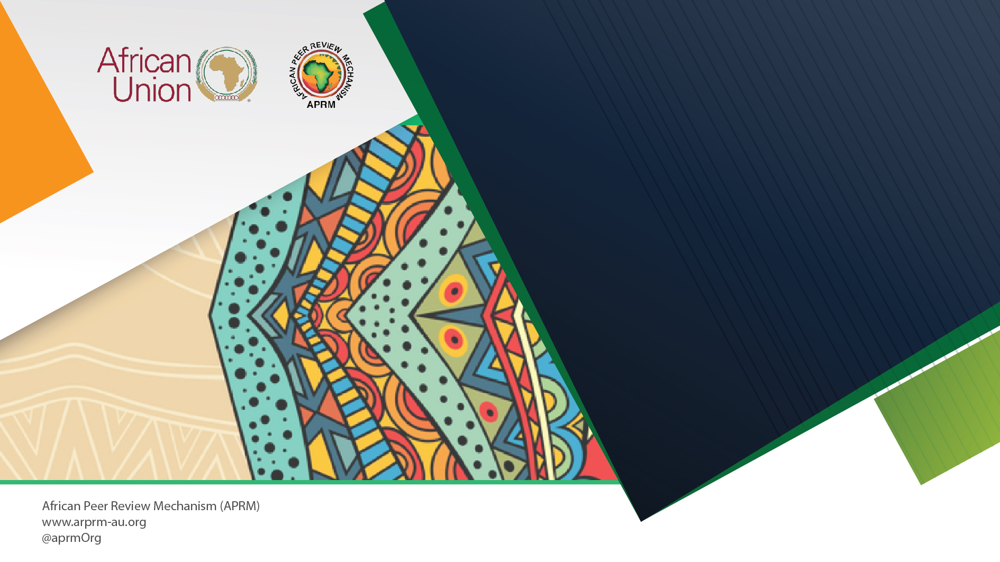 African
Union
AFRICAN PEER REVIEW MECHANISM
APRM
African Peer Review Mechanism (APRM)
www.arprm-au.org
@aprmOrg